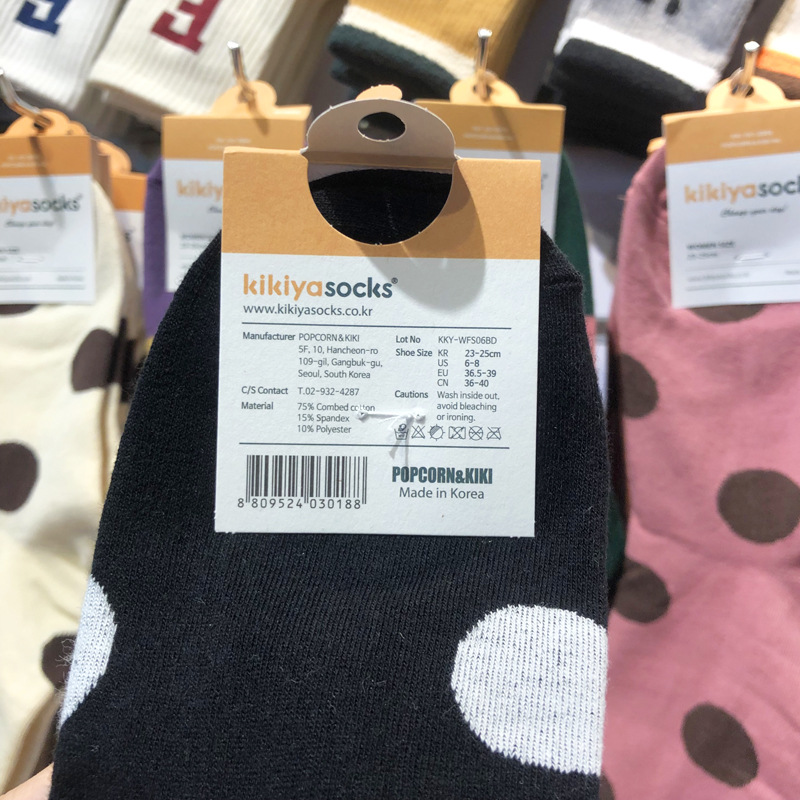 kikiyasocks®
www.kikiyasocks.co.kr
Manufacturer POPCORN&KIKI
5F, 10, Hancheon-ro
109-gil, Gangbuk-gu,
Seoul, South Korea
C/S Contact T.02-932-4287
Material 75% Combed cotton
15% Spandex
10% Polyester
Lot No KKY-WFS06BD
Shoe Size KR 23-25cm
US 6-8
EU 36.5-39
CN 36-40
Cautions Wash inside out,
avoid bleaching
or ironing.
8 809524 030188
POPCORN&KIKI
Made in Korea
iyasocks®
kikiy
kikiyasock